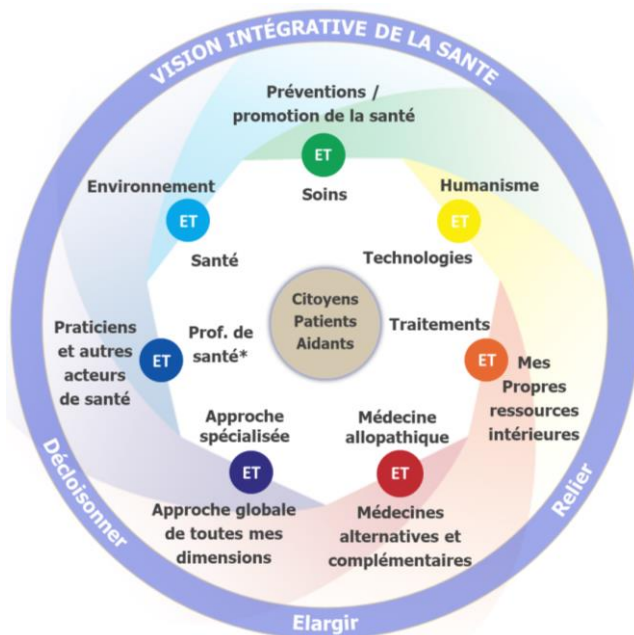 VISION INTÉGRATIVE DE LA SANTE
Préventions /
promotion de la santé
ET
Soins
Environnement
ET
Santé
Humanisme
ET
Technologies
Citoyens
Patients
Aidants
Praticiens
et autres
acteurs
de santé
ET
Prof. de
santé*
Traitements
ET
Mes
Propres
ressources
intérieures
Approche
spécialisée
ET
Approche globale
de toutes mes
dimensions
Médecine
allopathique
ET
Médecines
alternatives et
complémentaires
Décloisonner
Elargir
Relier